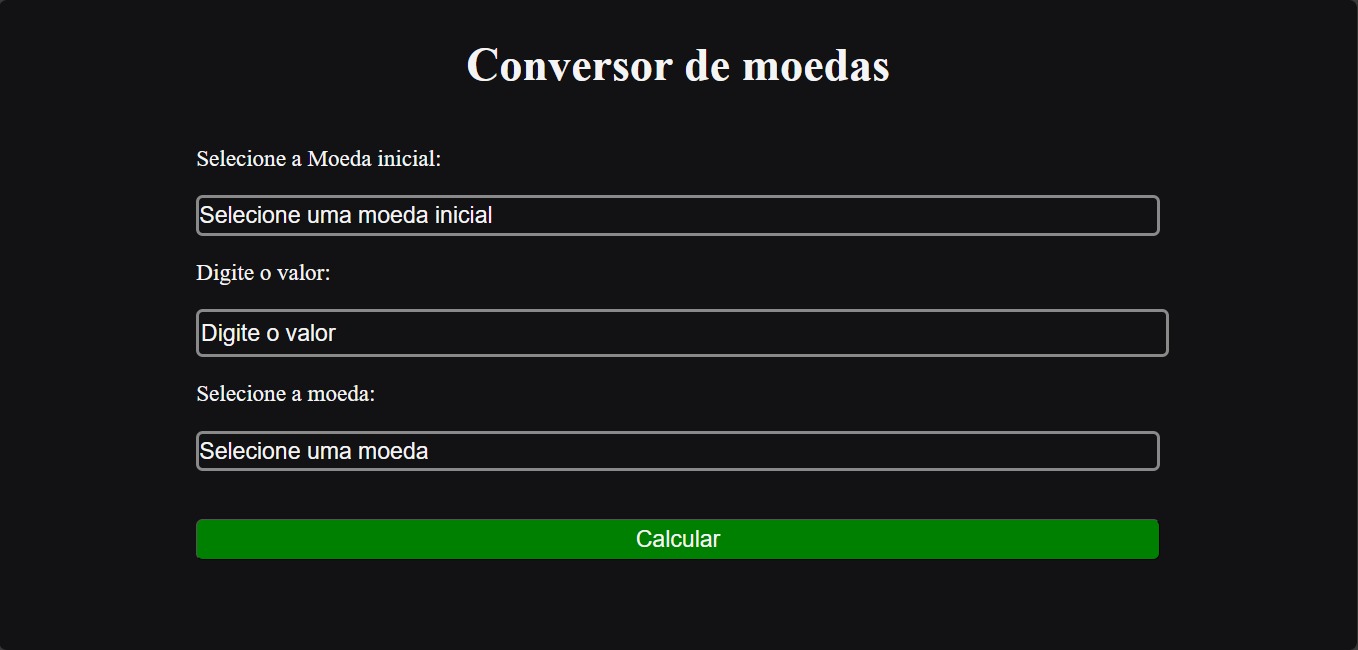 Conversor de moedas
Selecione a Moeda inicial:
Selecione uma moeda inicial
Digite o valor:
Digite o valor
Selecione a moeda:
Selecione uma moeda
Calcular